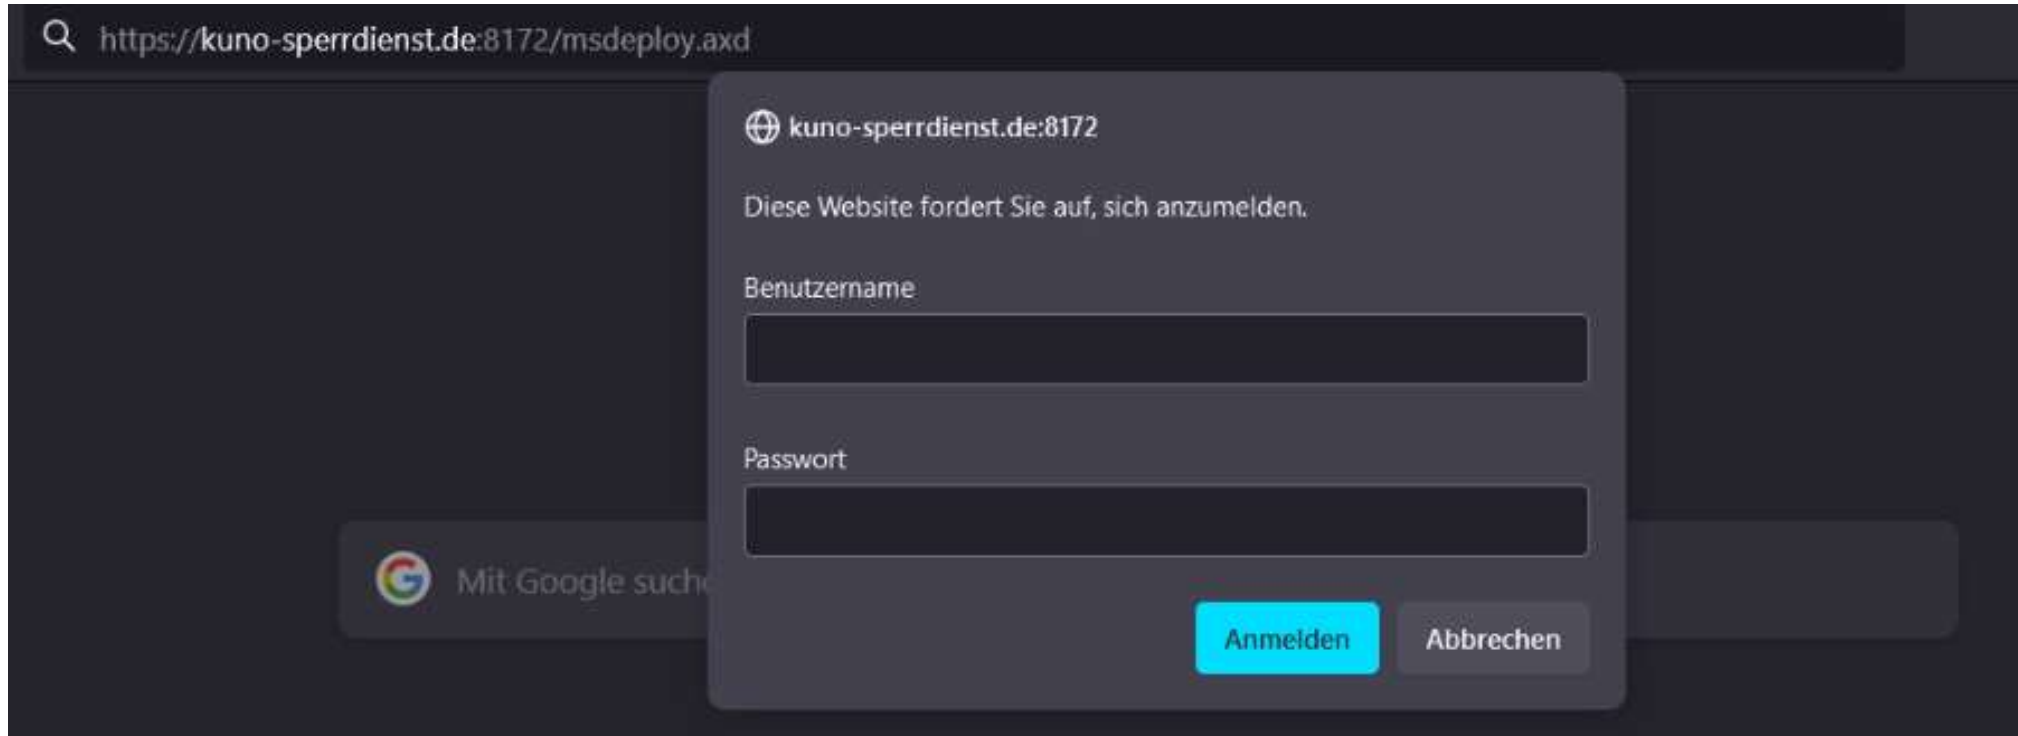 https://kuno-sperrdienst.de:8172/msdeploy.axd
kuno-sperrdienst.de:8172
Diese Website fordert Sie auf, sich anzumelden.
Benutzername
Passwort
Mit Google suche
Anmelden
Abbrechen